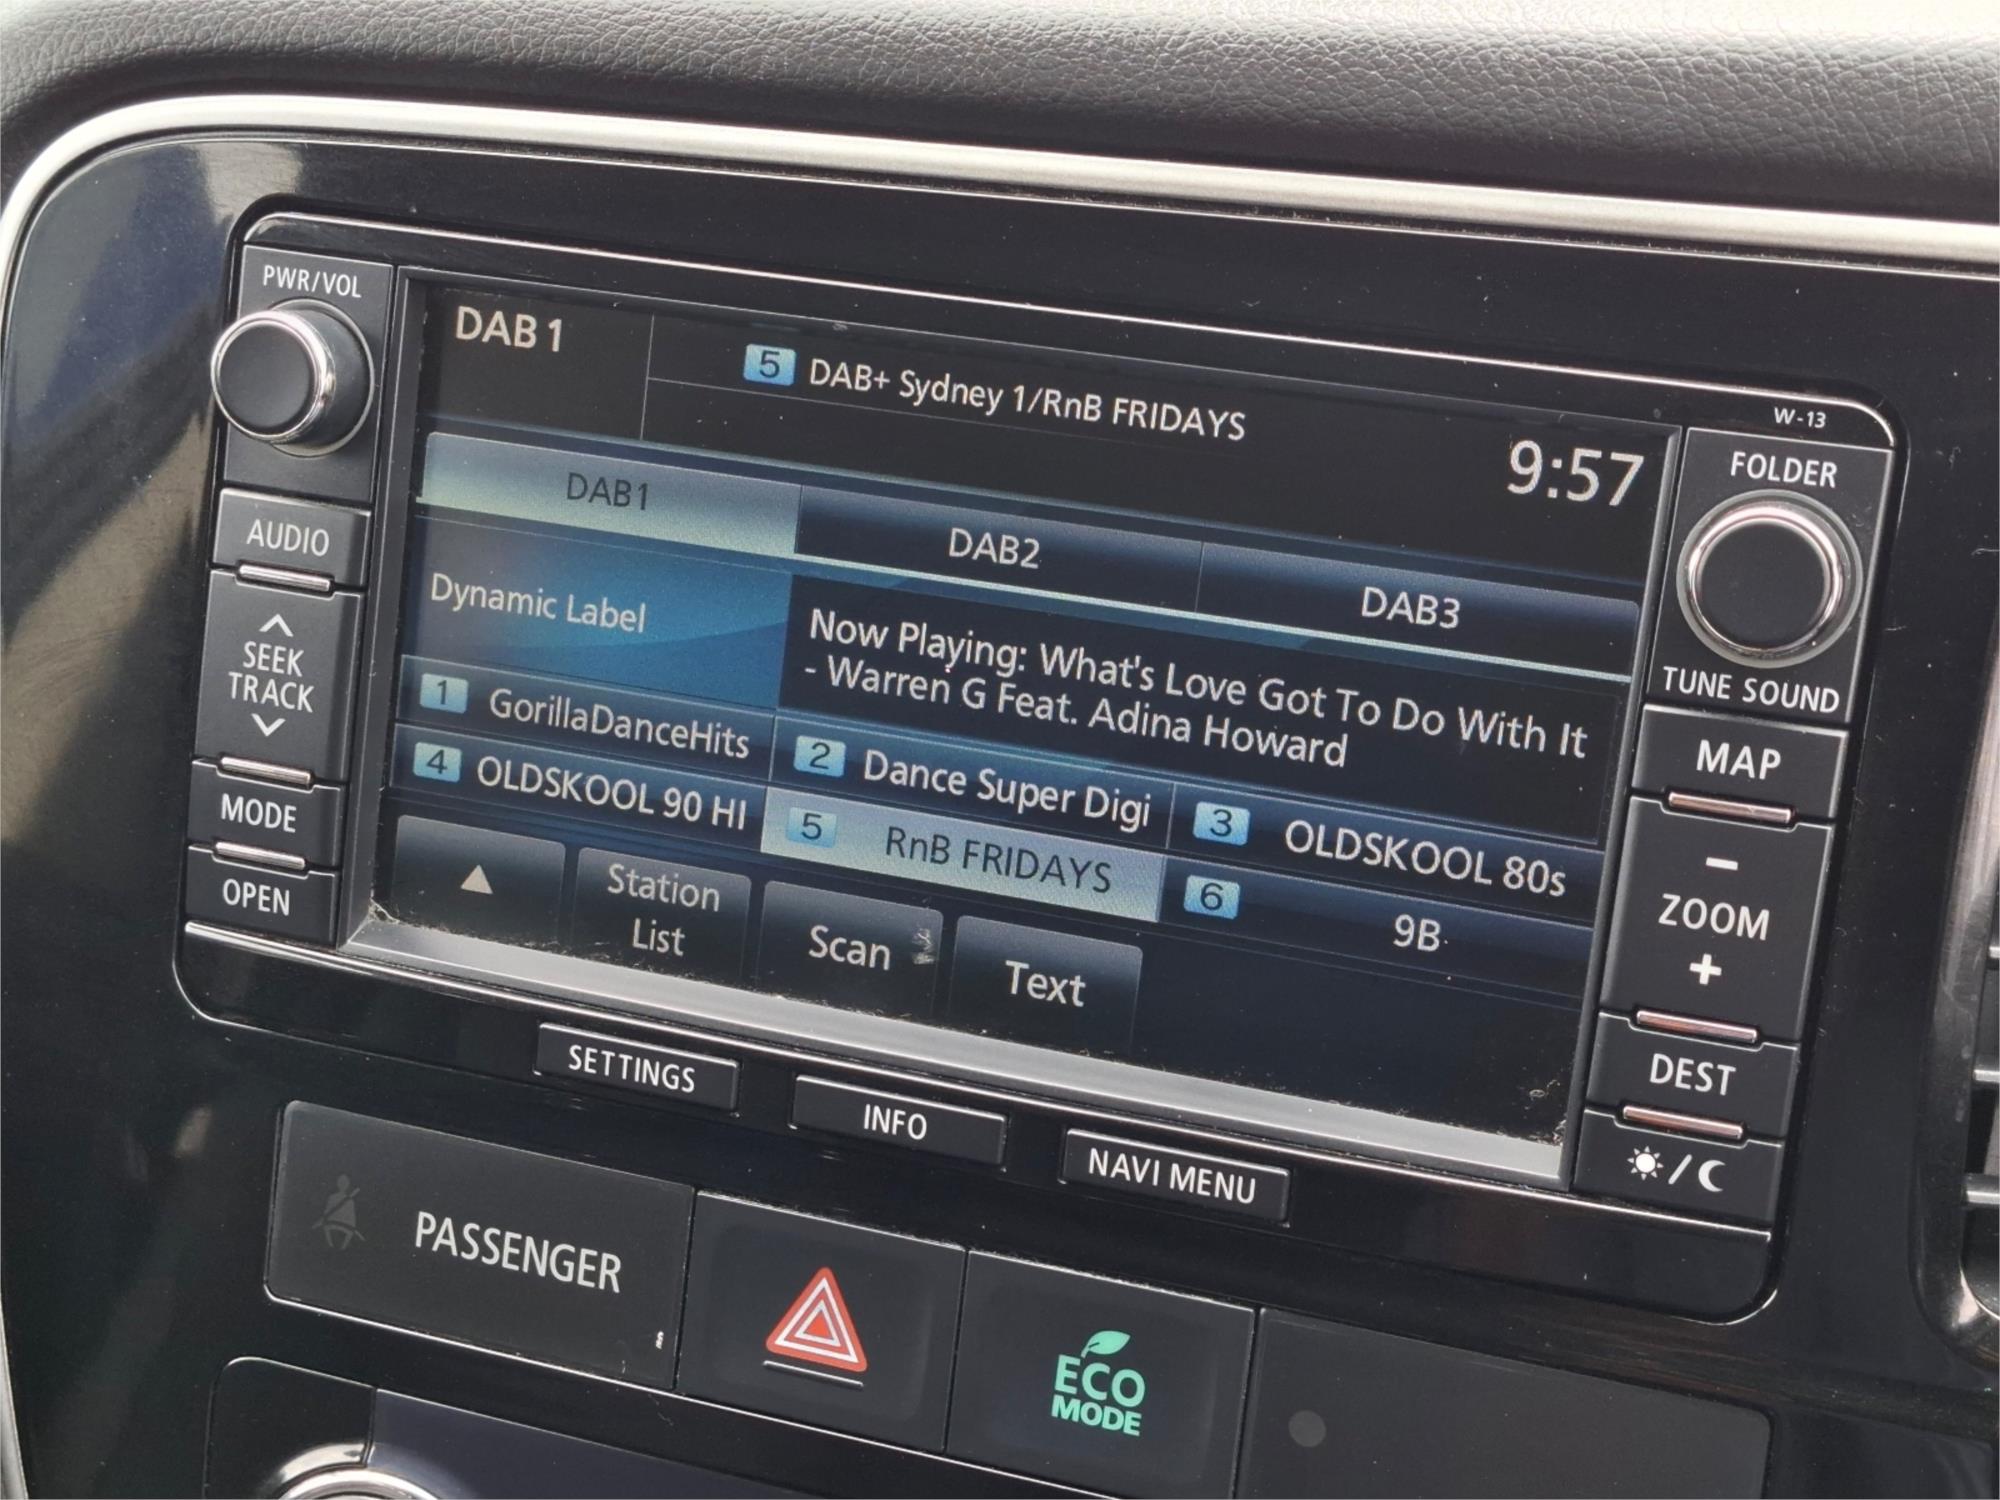 PWR/VOL
DAB 1
5 DAB+ Sydney 1/RnB FRIDAYS
9:57
W-13
FOLDER
AUDIO
DAB1
DAB2
DAB3
Dynamic Label
Now Playing: What's Love Got To Do With It
- Warren G Feat. Adina Howard
SEEK
TRACK
TUNE SOUND
1 GorillaDanceHits
2 Dance Super Digi
3 OLDSKOOL 80s
4 OLDSKOOL 90 HI
5 RnB FRIDAYS
6 9B
MAP
MODE
OPEN
Station
List
Scan
Text
-
ZOOM
+
DEST
SETTINGS
INFO
NAVI MENU
PASSENGER
ECO
MODE